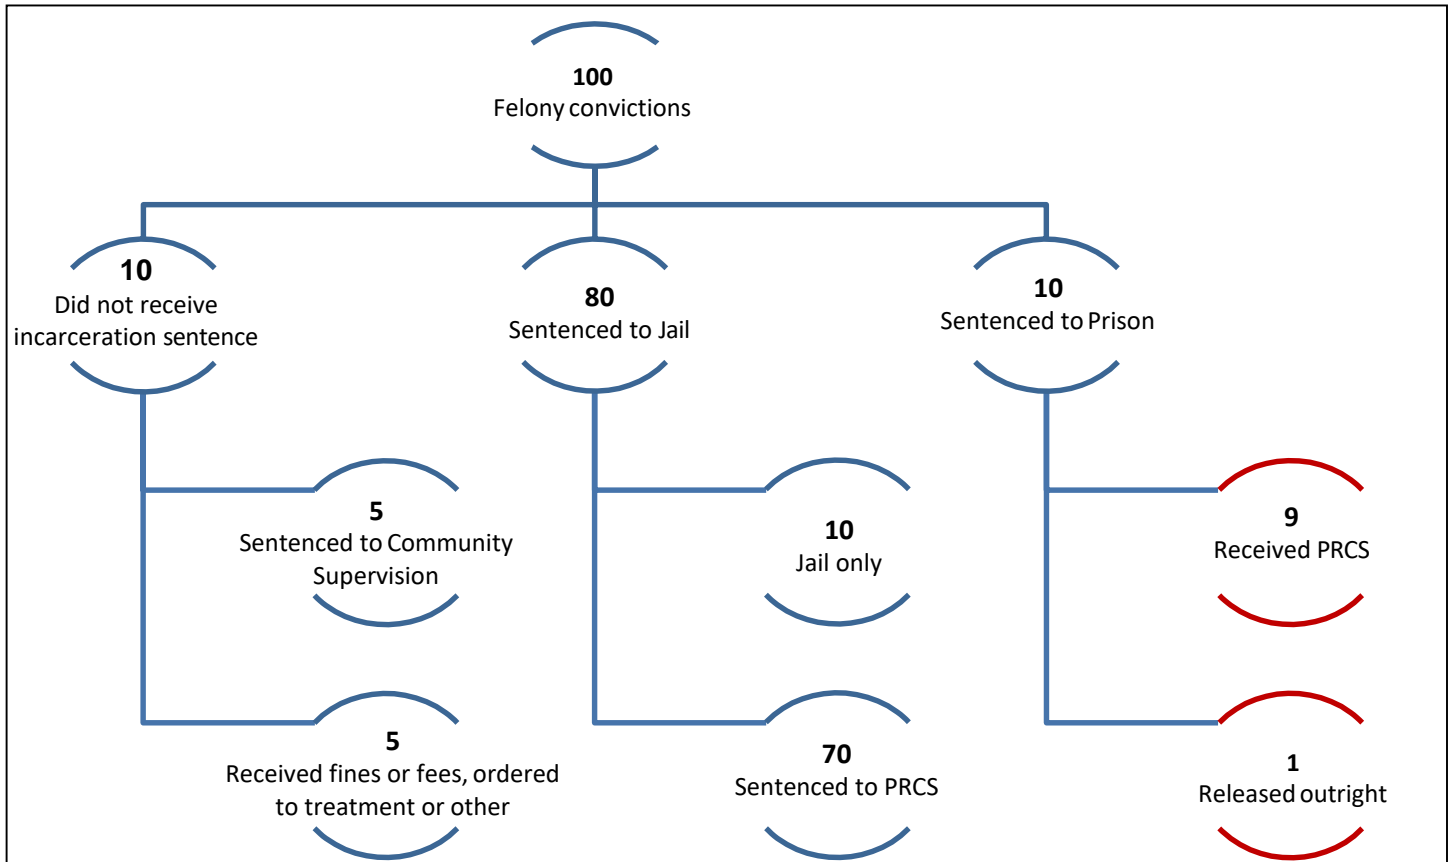 100
Felony convictions
10
Did not receive
incarceration sentence
80
Sentenced to Jail
10
Sentenced to Prison
5
Sentenced to Community
Supervision
10
Jail only
9
Received PRCS
5
Received fines or fees, ordered
to treatment or other
70
Sentenced to PRCS
1
Released outright